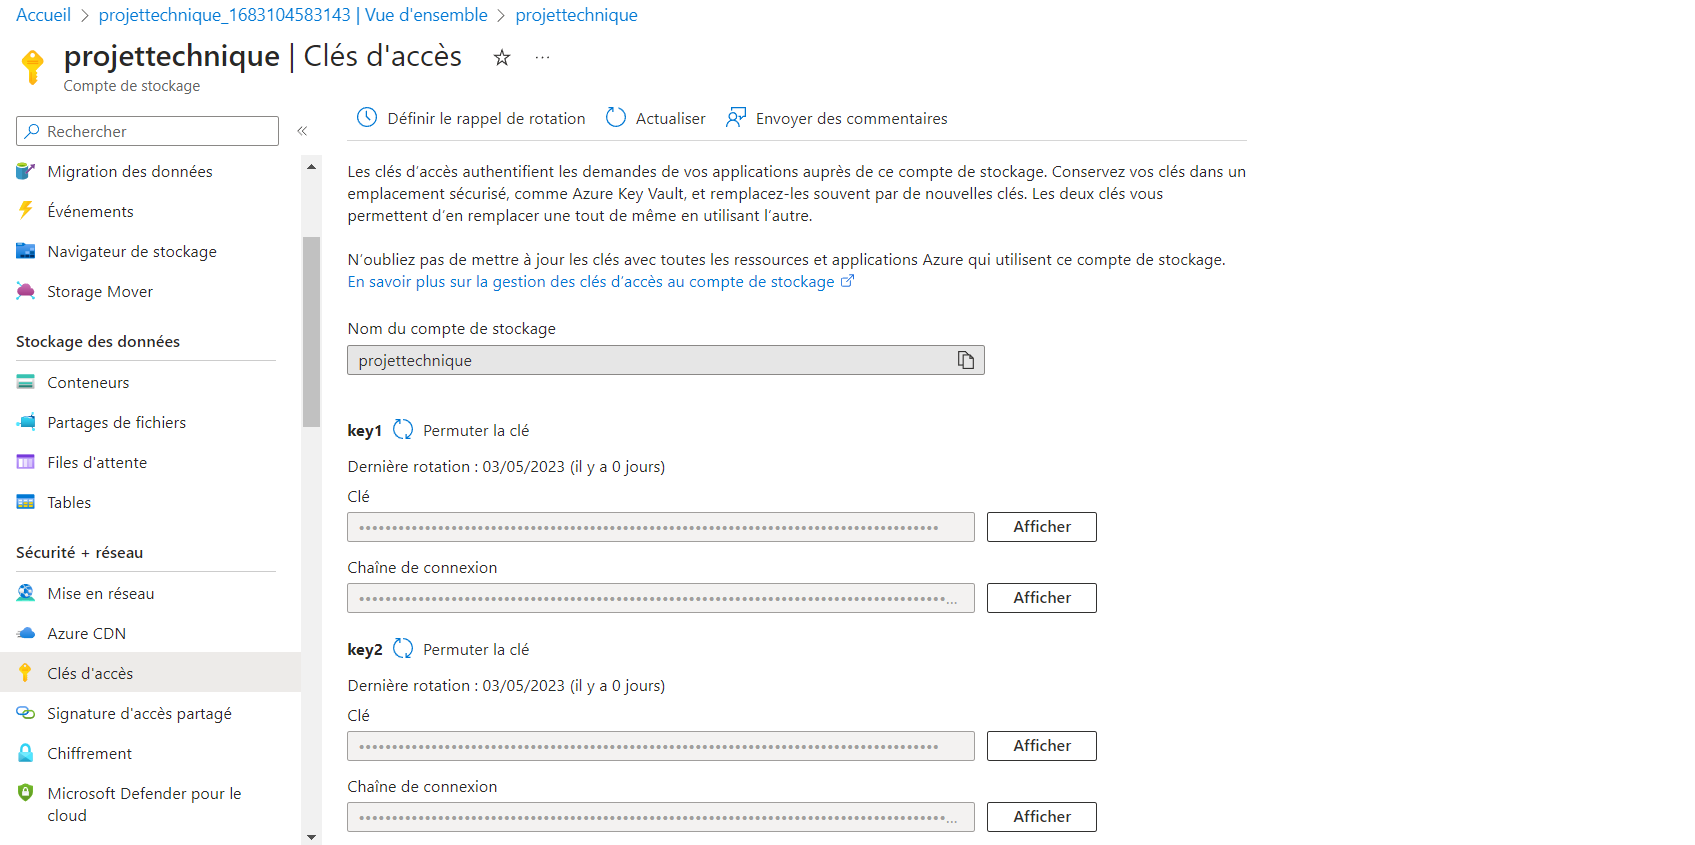 Accueil > projettechnique_1683104583143 | Vue d'ensemble > projettechnique
projettechnique | Clés d'accès
Compte de stockage
Rechercher
Migration des données
Événements
Navigateur de stockage
Storage Mover
Stockage des données
Conteneurs
Partages de fichiers
Files d'attente
Tables
Sécurité + réseau
Mise en réseau
Azure CDN
Clés d'accès
Signature d'accès partagé
Chiffrement
Microsoft Defender pour le
cloud
Définir le rappel de rotation Actualiser Envoyer des commentaires
Les clés d’accès authentifient les demandes de vos applications auprès de ce compte de stockage. Conservez vos clés dans un
emplacement sécurisé, comme Azure Key Vault, et remplacez-les souvent par de nouvelles clés. Les deux clés vous
permettent d’en remplacer une tout de même en utilisant l’autre.
N’oubliez pas de mettre à jour les clés avec toutes les ressources et applications Azure qui utilisent ce compte de stockage.
En savoir plus sur la gestion des clés d’accès au compte de stockage
Nom du compte de stockage
projettechnique
key1 Permuter la clé
Dernière rotation : 03/05/2023 (il y a 0 jours)
Clé
Afficher
Chaîne de connexion
Afficher
key2 Permuter la clé
Dernière rotation : 03/05/2023 (il y a 0 jours)
Clé
Afficher
Chaîne de connexion
Afficher